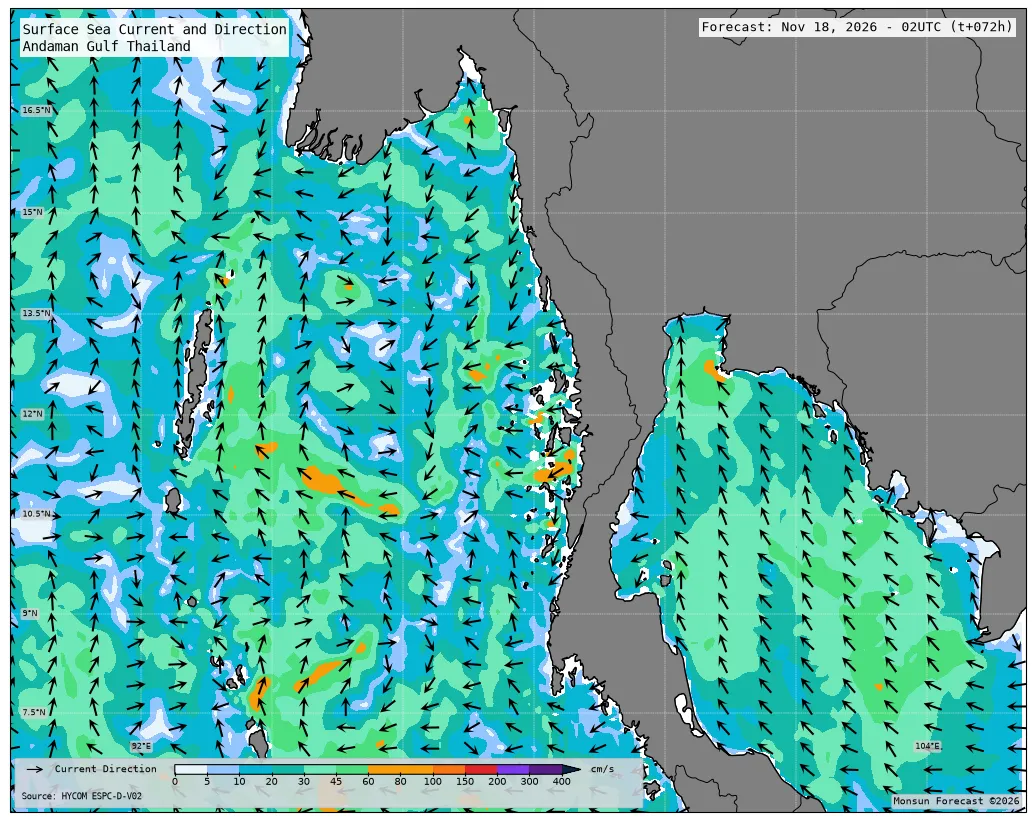 Surface Sea Current and Direction
Andaman Gulf Thailand
Forecast: Nov 18, 2026 - 02UTC (t+072h)
16.5°N
15°N
13.5°N
12°N
10.5°N
9°N
7.5°N
92°E
104°E
Current Direction
0 5 10 20 30 45 60 80 100 130 200 300 400 cm/s
Source: HYCOM ESPC-D-V02
Monsun Forecast ©2026